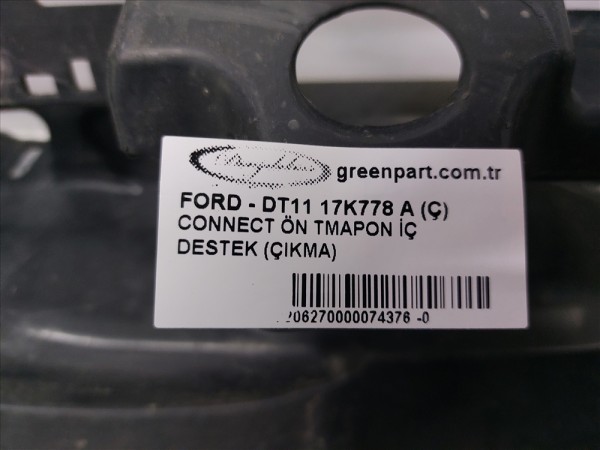 greenpart.com.tr
FORD - DT11 17K778 A (Ç)
CONNECT ÖN TMAPON İÇ
DESTEK (ÇIKMA)
206270000074376 -0